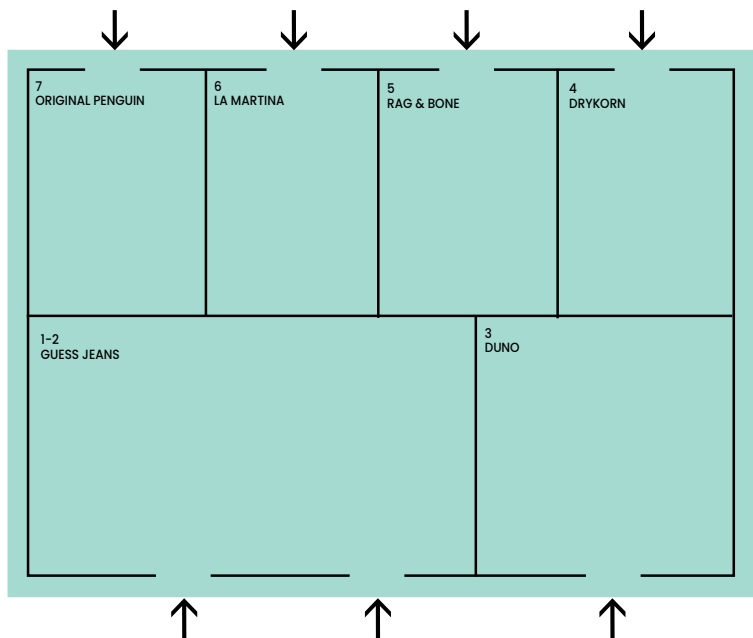 7
ORIGINAL PENGUIN
6
LA MARTINA
5
RAG & BONE
4
DRYKORN
1-2
GUESS JEANS
3
DUNO